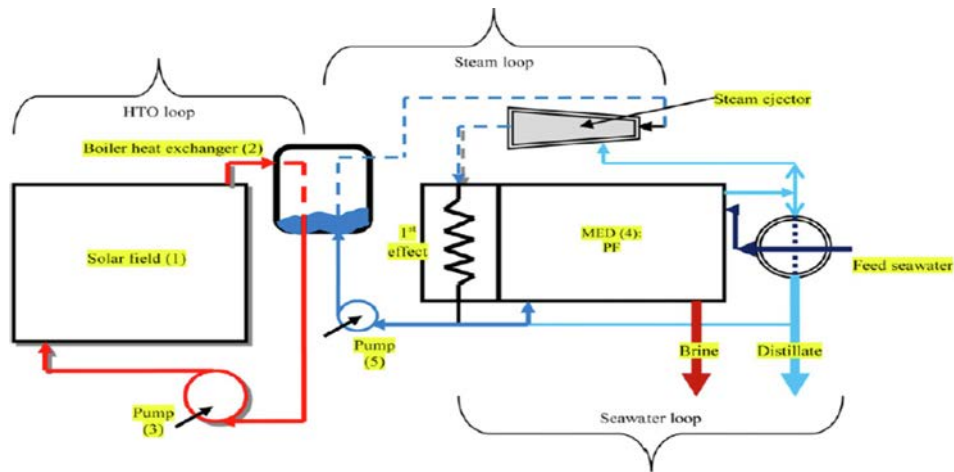 Steam loop
HTO loop
Steam ejector
Boiler heat exchanger (2)
1st
effect
MED (4):
PF
Solar field (1)
Feed seawater
Pump
(5)
Brine
Distillate
Pump
(3)
Seawater loop